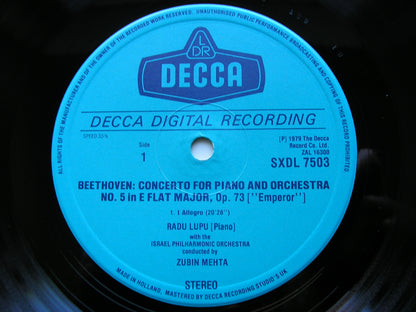 ALL RIGHTS OF THE MANUFACTURER AND OF THE OWNER OF THE RECORDED WORK RESERVED. UNAUTHORISED PUBLIC PERFORMANCE BROADCASTING AND COPYING OF THIS RECORD PROHIBITED
L
DR
DECCA
DECCA DIGITAL RECORDING
SPEED 33⅓
Side
1
[P] 1979 The Decca
Record Co. Ltd.
ZAL 16300
SXDL 7503
BEETHOVEN: CONCERTO FOR PIANO AND ORCHESTRA
NO. 5 in E FLAT MAJOR, Op. 73 ["Emperor"]
1. I Allegro (20'28")
RADU LUPU [Piano]
with the
ISRAEL PHILHARMONIC ORCHESTRA
conducted by
ZUBIN MEHTA
STEREO
MADE IN HOLLAND, MASTERED BY DECCA RECORDING STUDIO'S UK